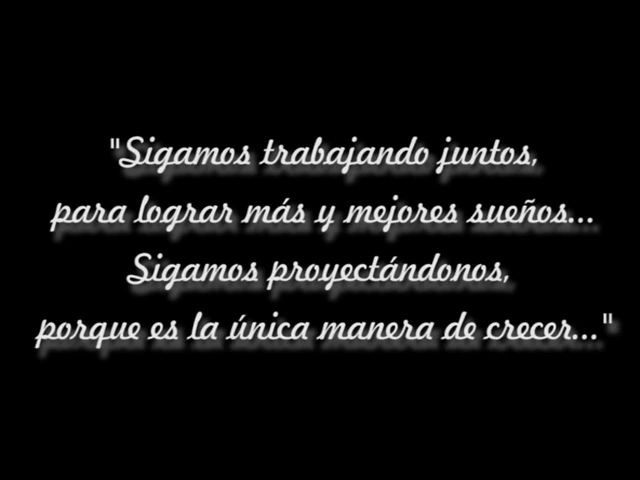 "Sigamos trabajando juntos,
para lograr más y mejores sueños...
Sigamos proyectándonos,
porque es la única manera de crecer..."